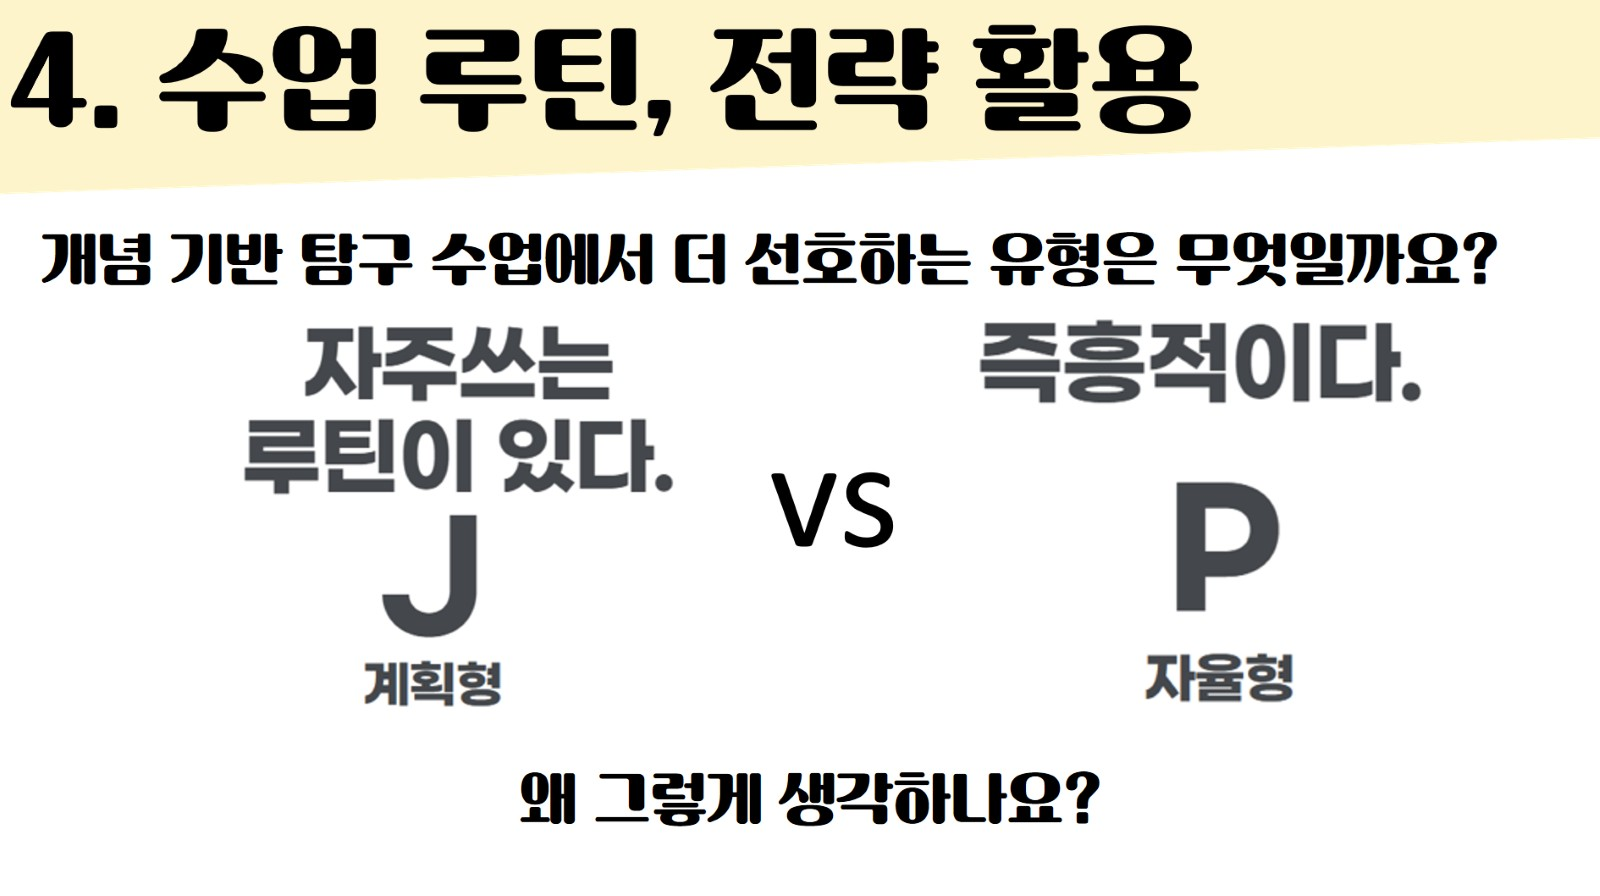 4. 수업 루틴, 전략 활용
개념 기반 탐구 수업에서 더 선호하는 유형은 무엇일까요?
자주쓰는
루틴이 있다.
J
계획형
VS
즉흥적이다.
P
자율형
왜 그렇게 생각하나요?